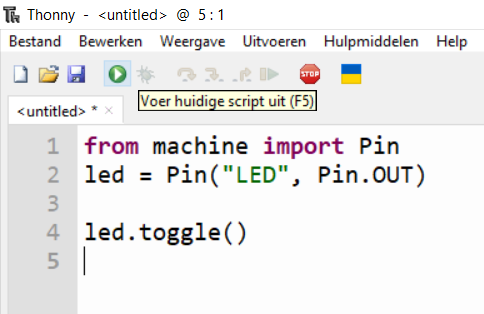 Thonny - <untitled> @ 5 : 1
Bestand Bewerken Weergave Uitvoeren Hulpmiddelen Help
STOP
Voer huidige script uit (F5)
<untitled> *
1 from machine import Pin
2 led = Pin("LED", Pin.OUT)
3
4 led.toggle()
5